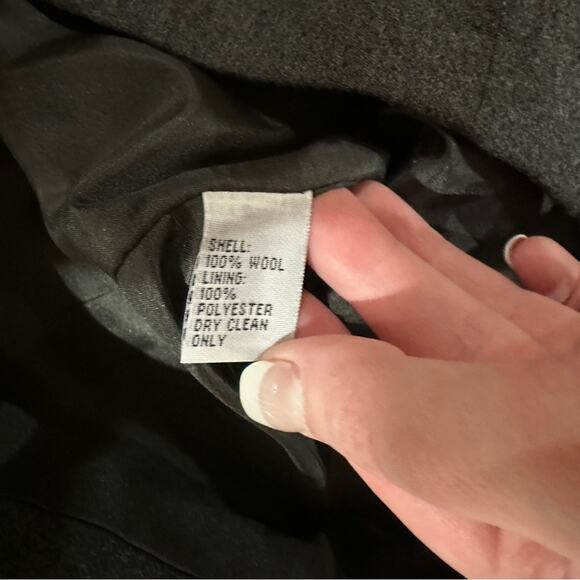 SHELL:
100% WOOL
LINING:
100%
POLYESTER
DRY CLEAN
ONLY